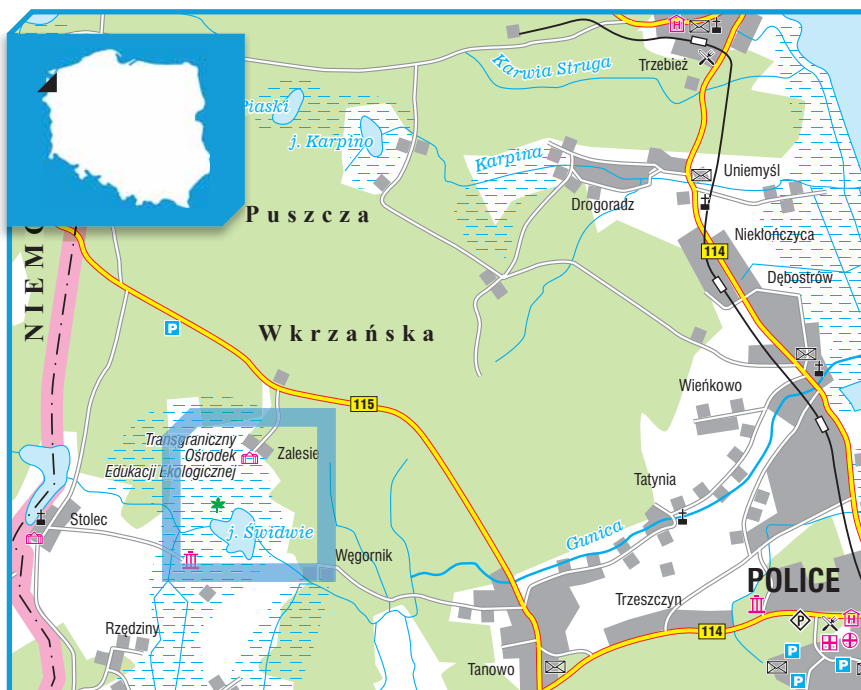 Trzebież
Karwia Struga
Piaski
j. Karpino
Karpina
Uniemyśl
Drogoradz
Puszcza
Nieklończyca
114
NIEMC
Dębostrów
P
Wkrzańska
Wieńkowo
115
Transgraniczny
Ośrodek
Edukacji Ekologicznej
Zalesie
Tatynia
Stolec
j. Świdwie
Gunica
Węgornik
POLICE
Trzeszczyn
P
H
Rzędziny
114
P
Tanowo
P
P
H